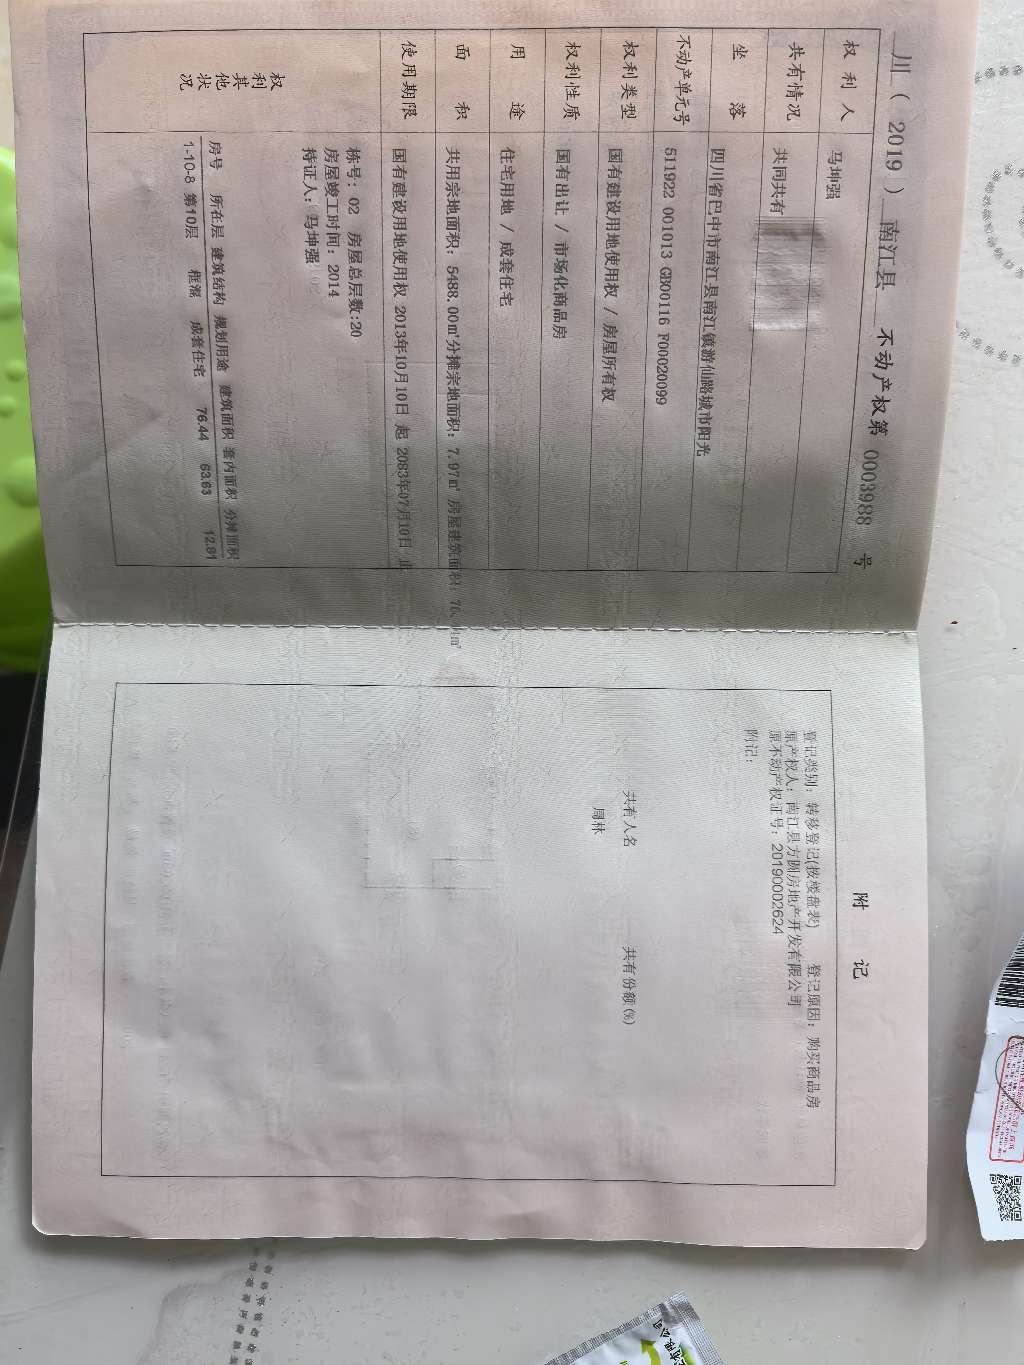 川( 2019 ) 南江县 不动产权第 0003988 号
权利人 马坤强
共有情况 共同共有
坐落 四川省巴中市南江县南江镇游仙路城市阳光
不动产单元号 511922 001013 GB00116 F00020099
权利类型 国有建设用地使用权 / 房屋所有权
权利性质 国有出让 / 市场化商品房
用途 住宅用地 / 成套住宅
面积 共用宗地面积: 5488.00㎡分摊宗地面积: 7.97㎡ 房屋建筑面积
使用期限 国有建设用地使用权 2013年10月10日 起 2083年07月10日 止
权利其他状况
栋号: 02 房屋总层数:20
房屋竣工时间: 2014
持证人: 马坤强
房号 所在层 建筑结构 规划用途 建筑面积 套内面积 分摊面积
1-10-8 第10层 框混 成套住宅 76.44 63.63 12.81
附 记
登记类别: 转移登记(按楼盘表) 登记原因: 购买商品房
原产权人: 南江县方圆房地产开发有限公司
原不动产权证号: 20190002624
附记:
共有人名 共有份额(%)
周林